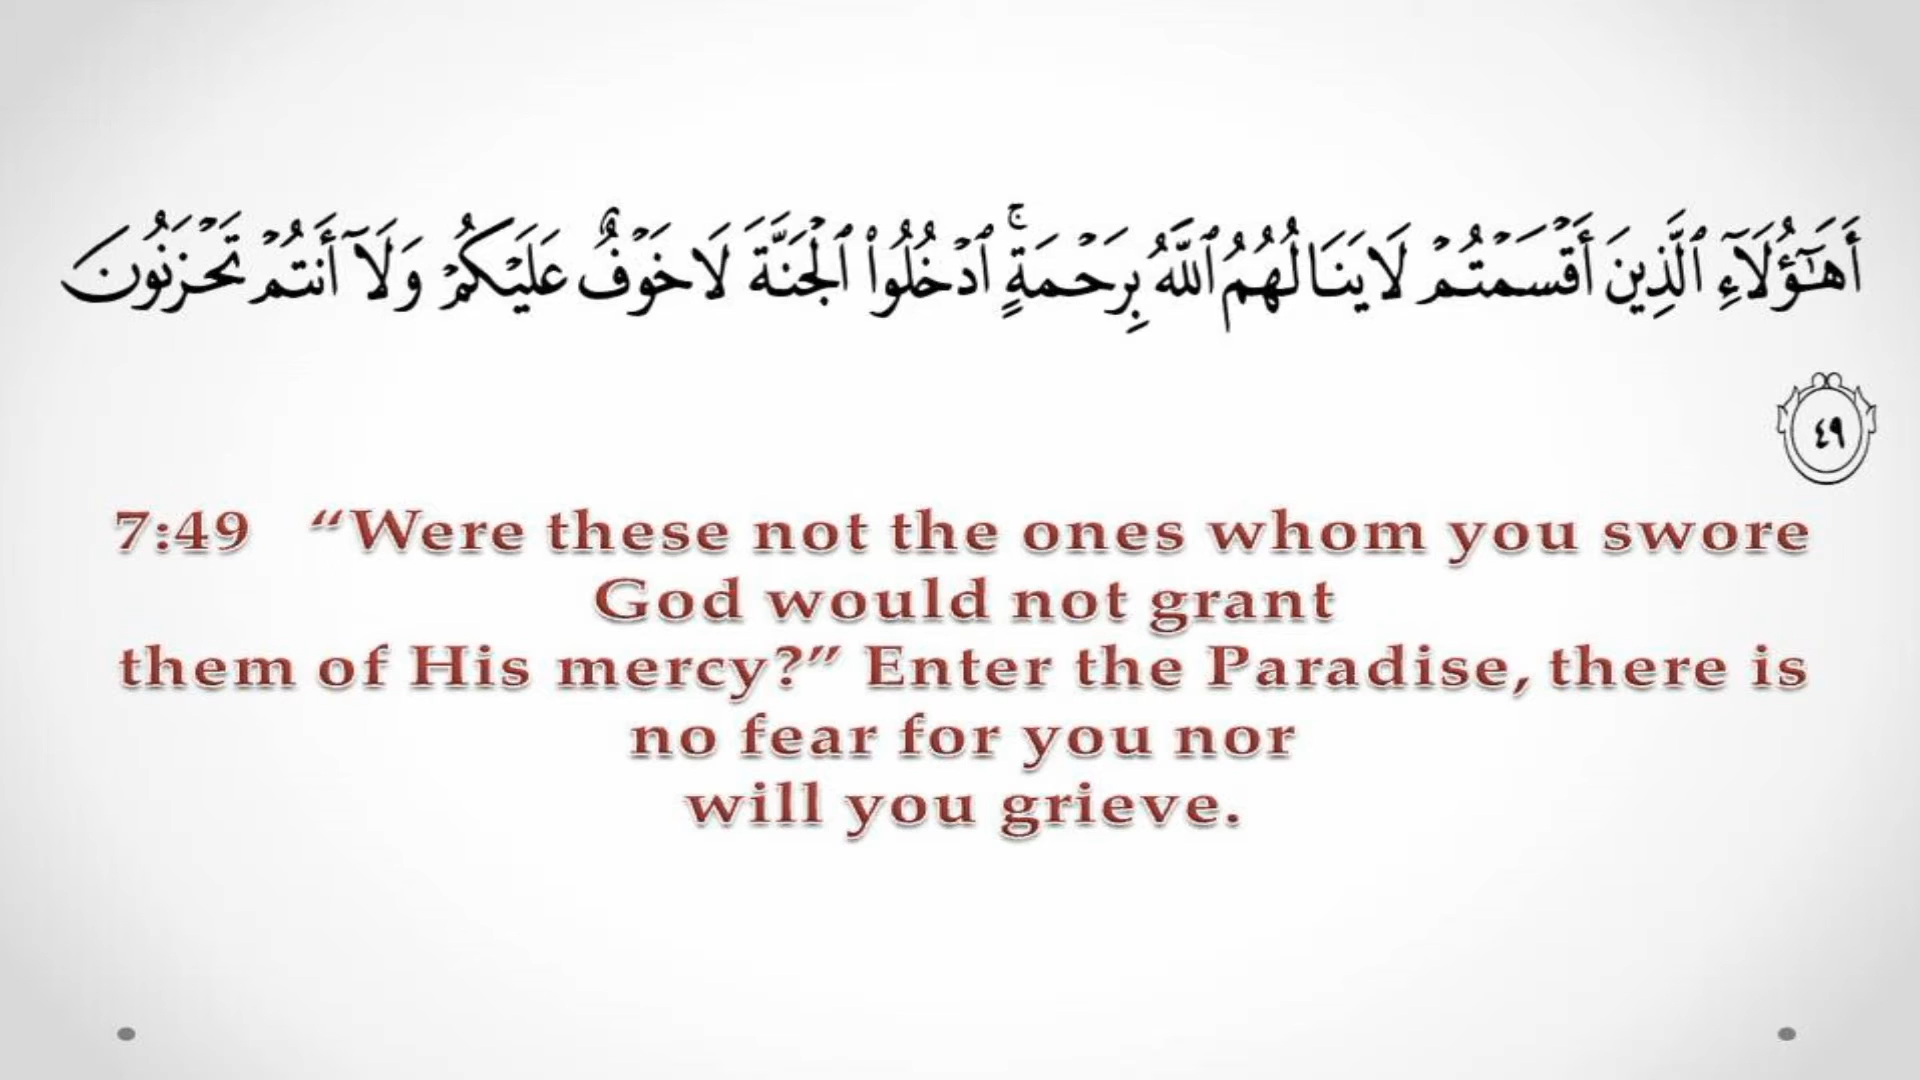 أَهَٰٓؤُلَآءِ ٱلَّذِينَ أَقۡسَمۡتُمۡ لَا يَنَالُهُمُ ٱللَّهُ بِرَحۡمَةٍۚ ٱدۡخُلُواْ ٱلۡجَنَّةَ لَا خَوۡفٌ عَلَيۡكُمۡ وَلَآ أَنتُمۡ تَحۡزَنُونَ
٤٩
7:49 “Were these not the ones whom you swore
God would not grant
them of His mercy?” Enter the Paradise, there is
no fear for you nor
will you grieve.